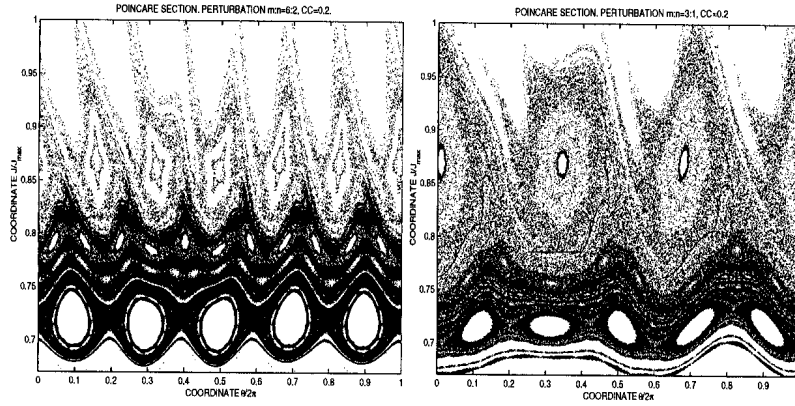 POINCARE SECTION. PERTURBATION m:n=6:2, CC=0.2.
COORDINATE J/J max
1
0.95
0.9
0.85
0.8
0.75
0.7
0 0.1 0.2 0.3 0.4 0.5 0.6 0.7 0.8 0.9 1
COORDINATE θ/2π
POINCARE SECTION. PERTURBATION m:n=3:1, CC=0.2
COORDINATE J/J max
1
0.95
0.9
0.85
0.8
0.75
0.7
0 0.1 0.2 0.3 0.4 0.5 0.6 0.7 0.8 0.9
COORDINATE θ/2π